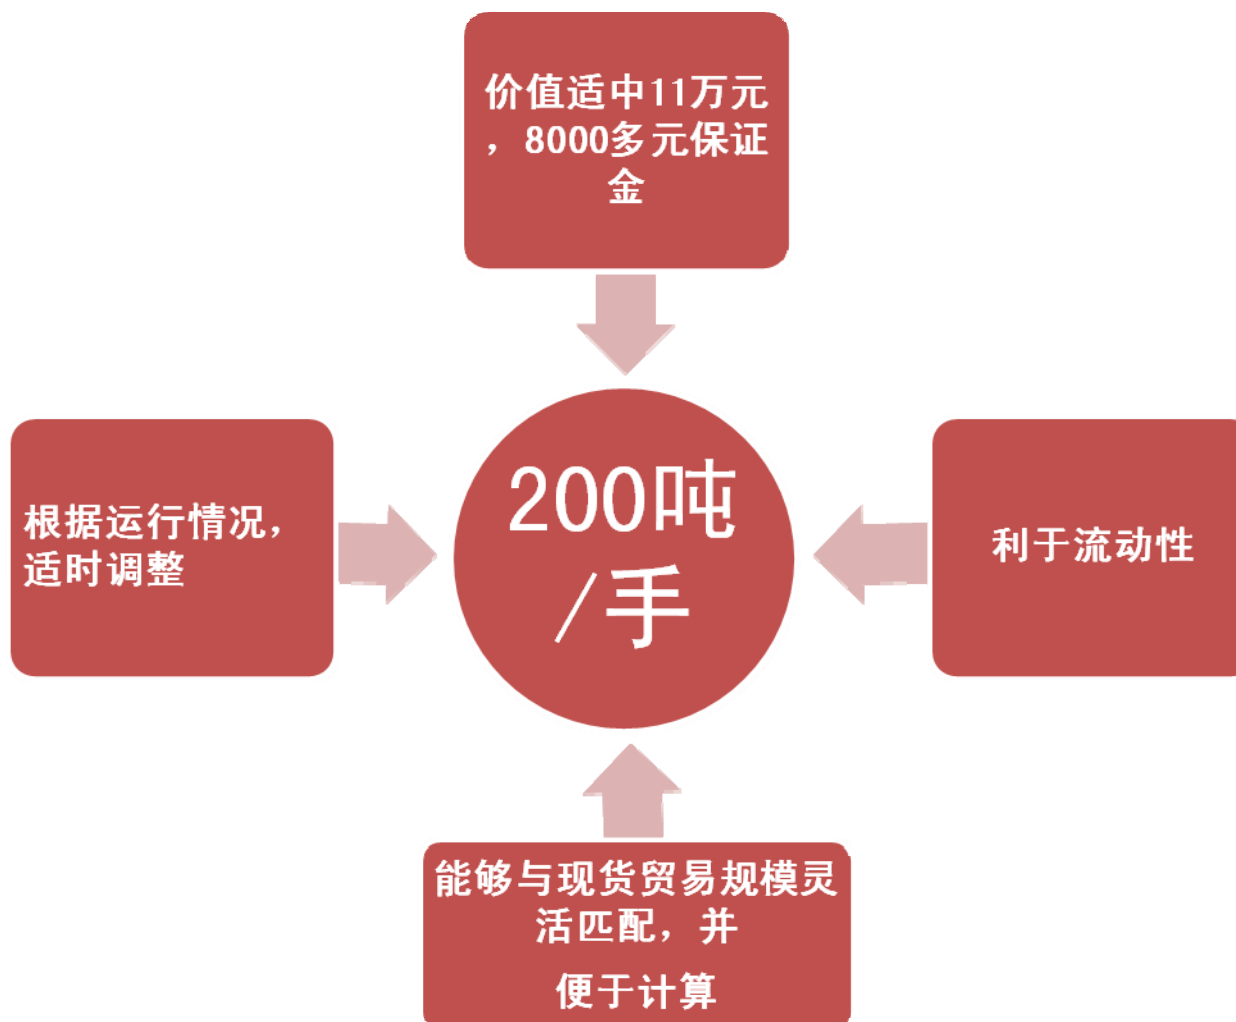 价值适中11万元
，8000多元保证
金
根据运行情况，
适时调整
200吨
/手
利于流动性
能够与现货贸易规模灵
活匹配，并
便于计算